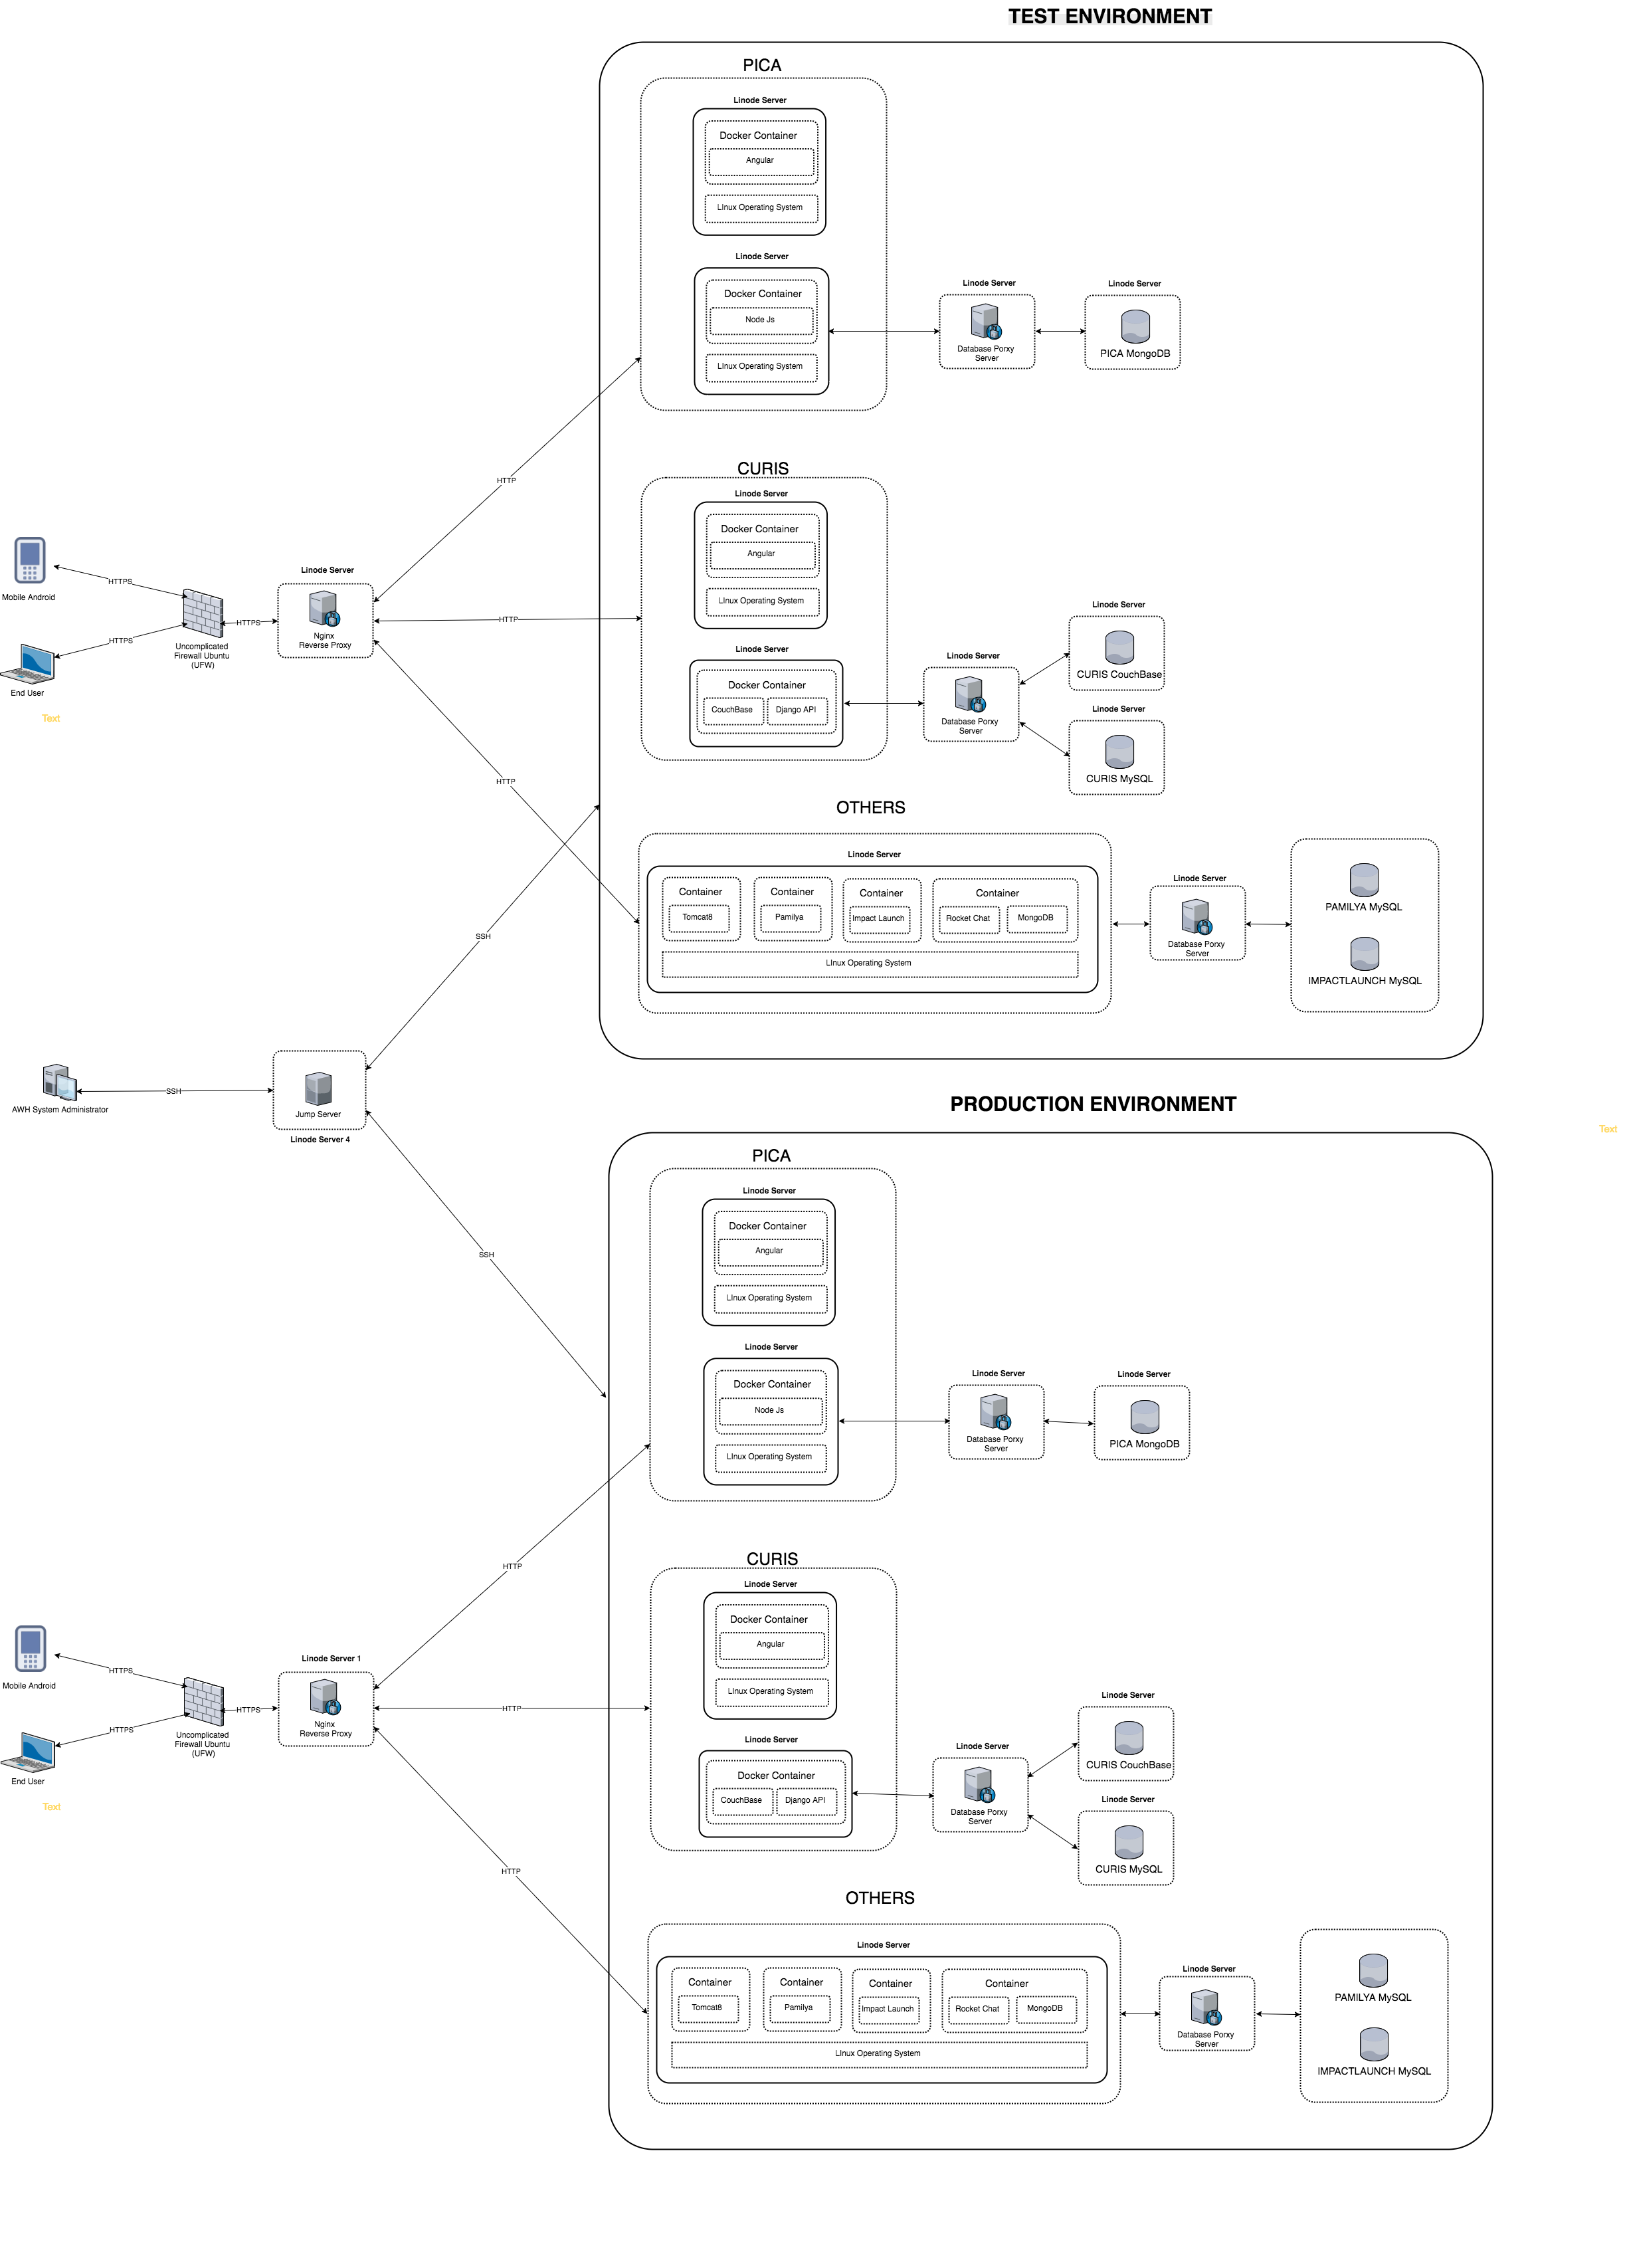 TEST ENVIRONMENT
PICA
Linode Server
Docker Container
Angular
LInux Operating System
Linode Server
Docker Container
Node Js
LInux Operating System
Linode Server
Database Porxy
Server
Linode Server
PICA MongoDB
HTTP
CURIS
Linode Server
Docker Container
Angular
LInux Operating System
Linode Server
Docker Container
CouchBase
Django API
Linode Server
Database Porxy
Server
Linode Server
CURIS CouchBase
Linode Server
CURIS MySQL
Mobile Android
HTTPS
HTTPS
End User
Text
Uncomplicated
Firewall Ubuntu
(UFW)
HTTPS
Linode Server
Nginx
Reverse Proxy
HTTP
HTTP
OTHERS
Linode Server
Container
Tomcat8
Container
Pamilya
Container
Impact Launch
Container
Rocket Chat
MongoDB
LInux Operating System
Linode Server
Database Porxy
Server
PAMILYA MySQL
IMPACTLAUNCH MySQL
SSH
AWH System Administrator
SSH
Jump Server
Linode Server 4
SSH
PRODUCTION ENVIRONMENT
Text
PICA
Linode Server
Docker Container
Angular
LInux Operating System
Linode Server
Docker Container
Node Js
LInux Operating System
Linode Server
Database Porxy
Server
Linode Server
PICA MongoDB
HTTP
CURIS
Linode Server
Docker Container
Angular
LInux Operating System
Linode Server
Docker Container
CouchBase
Django API
Linode Server
Database Porxy
Server
Linode Server
CURIS CouchBase
Linode Server
CURIS MySQL
Mobile Android
HTTPS
HTTPS
End User
Text
Uncomplicated
Firewall Ubuntu
(UFW)
HTTPS
Linode Server 1
Nginx
Reverse Proxy
HTTP
HTTP
OTHERS
Linode Server
Container
Tomcat8
Container
Pamilya
Container
Impact Launch
Container
Rocket Chat
MongoDB
LInux Operating System
Linode Server
Database Porxy
Server
PAMILYA MySQL
IMPACTLAUNCH MySQL